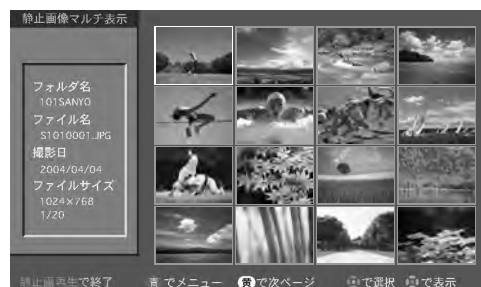 静止画像マルチ表示
フォルダ名
101SANYO
ファイル名
S1010001.JPG
撮影日
2004/04/04
ファイルサイズ
1024×768
1/20
静止画再生で終了 青でメニュー 黄で次ページ で選択 で表示